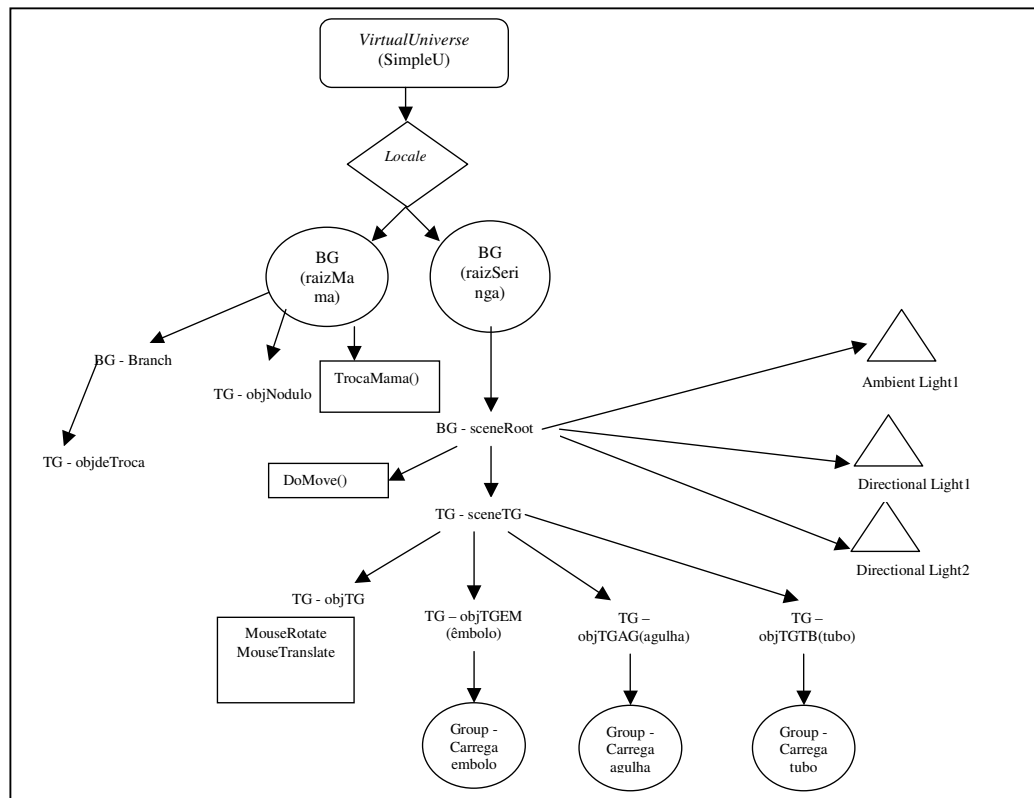 VirtualUniverse
(SimpleU)
Locale
BG
(raizMa
ma)
BG
(raizSeri
nga)
BG - Branch
TG - objNodulo
TrocaMama()
Ambient Light1
BG - sceneRoot
TG - objdeTroca
DoMove()
Directional Light1
TG - sceneTG
Directional Light2
TG - objTG
MouseRotate
MouseTranslate
TG – objTGEM
(êmbolo)
TG –
objTGAG(agulha)
TG –
objTGTB(tubo)
Group -
Carrega
embolo
Group -
Carrega
agulha
Group -
Carrega
tubo